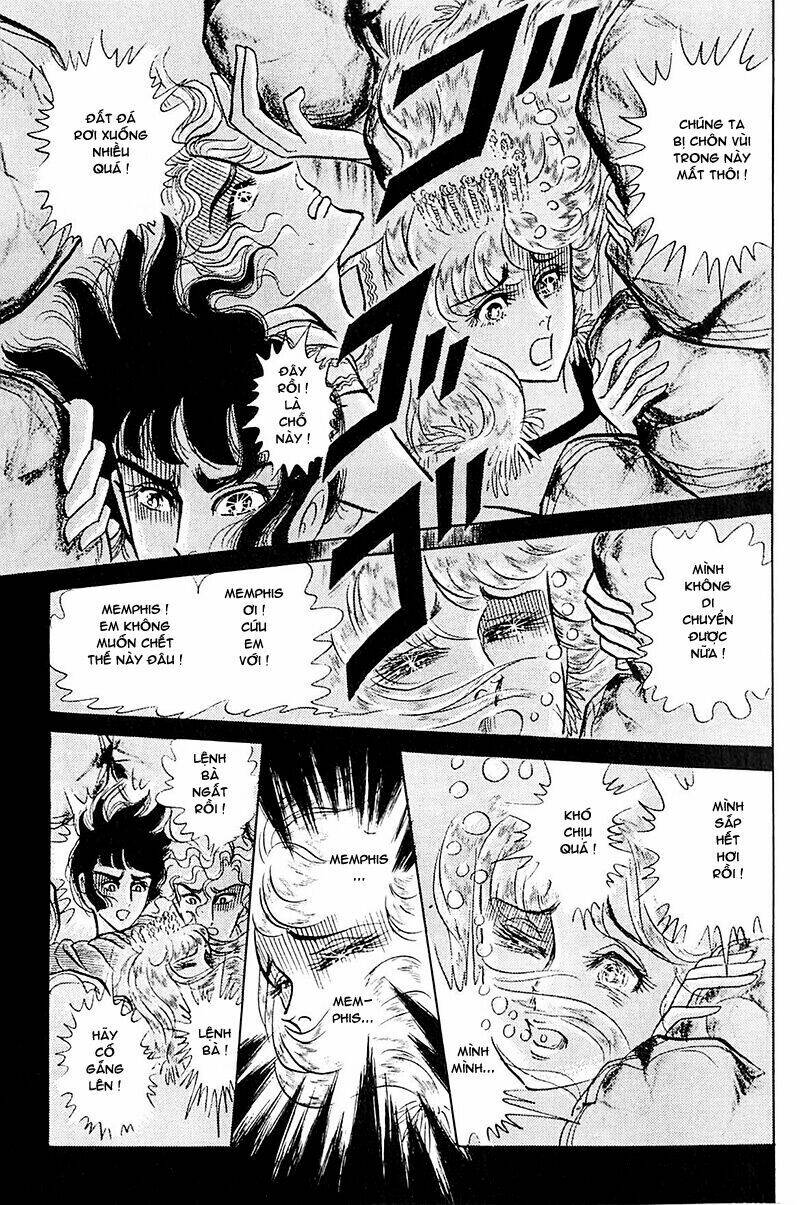 CHÚNG TA
BỊ CHÔN VÙI
TRONG NÀY
MẤT THÔI !
ĐẤT ĐÁ
RƠI XUỐNG
NHIỀU
QUÁ !
ゴゴゴ
ĐÂY
RỒI !
LÀ
CHỖ
NÀY !
MÌNH
KHÔNG
DI
CHUYỂN
ĐƯỢC
NỮA !
MEMPHIS
ƠI !
CỨU
EM
VỚI !
MEMPHIS !
EM KHÔNG
MUỐN CHẾT
THẾ NÀY ĐÂU !
MÌNH
SẮP
HẾT
HƠI
RỒI !
KHÓ
CHỊU
QUÁ !
MÌNH
MÌNH...
MEMPHIS
...
MEM-
PHIS...
LỆNH
BÀ
NGẤT
RỒI !
LỆNH
BÀ !
HÃY
CỐ
GẮNG
LÊN !